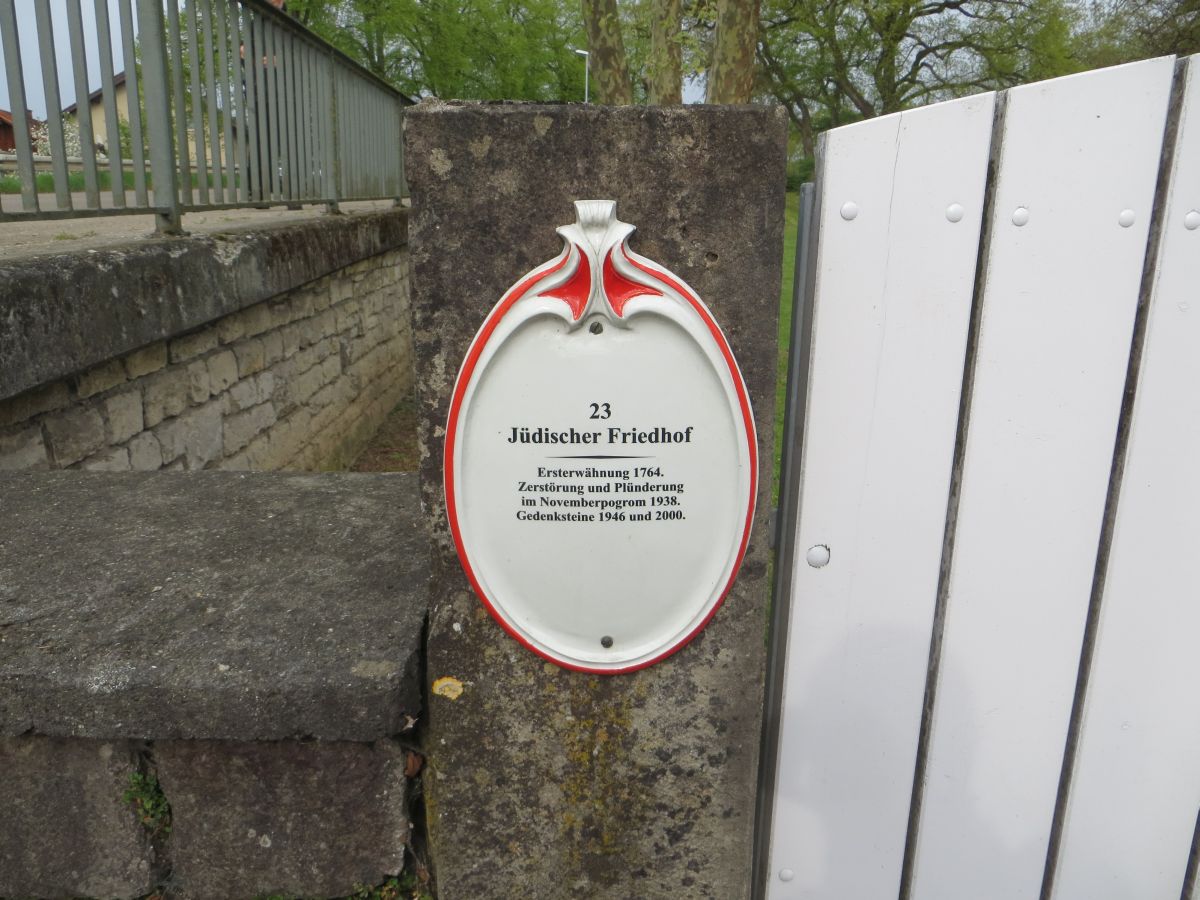 23
Jüdischer Friedhof
Ersterwähnung 1764.
Zerstörung und Plünderung
im Novemberpogrom 1938.
Gedenksteine 1946 und 2000.